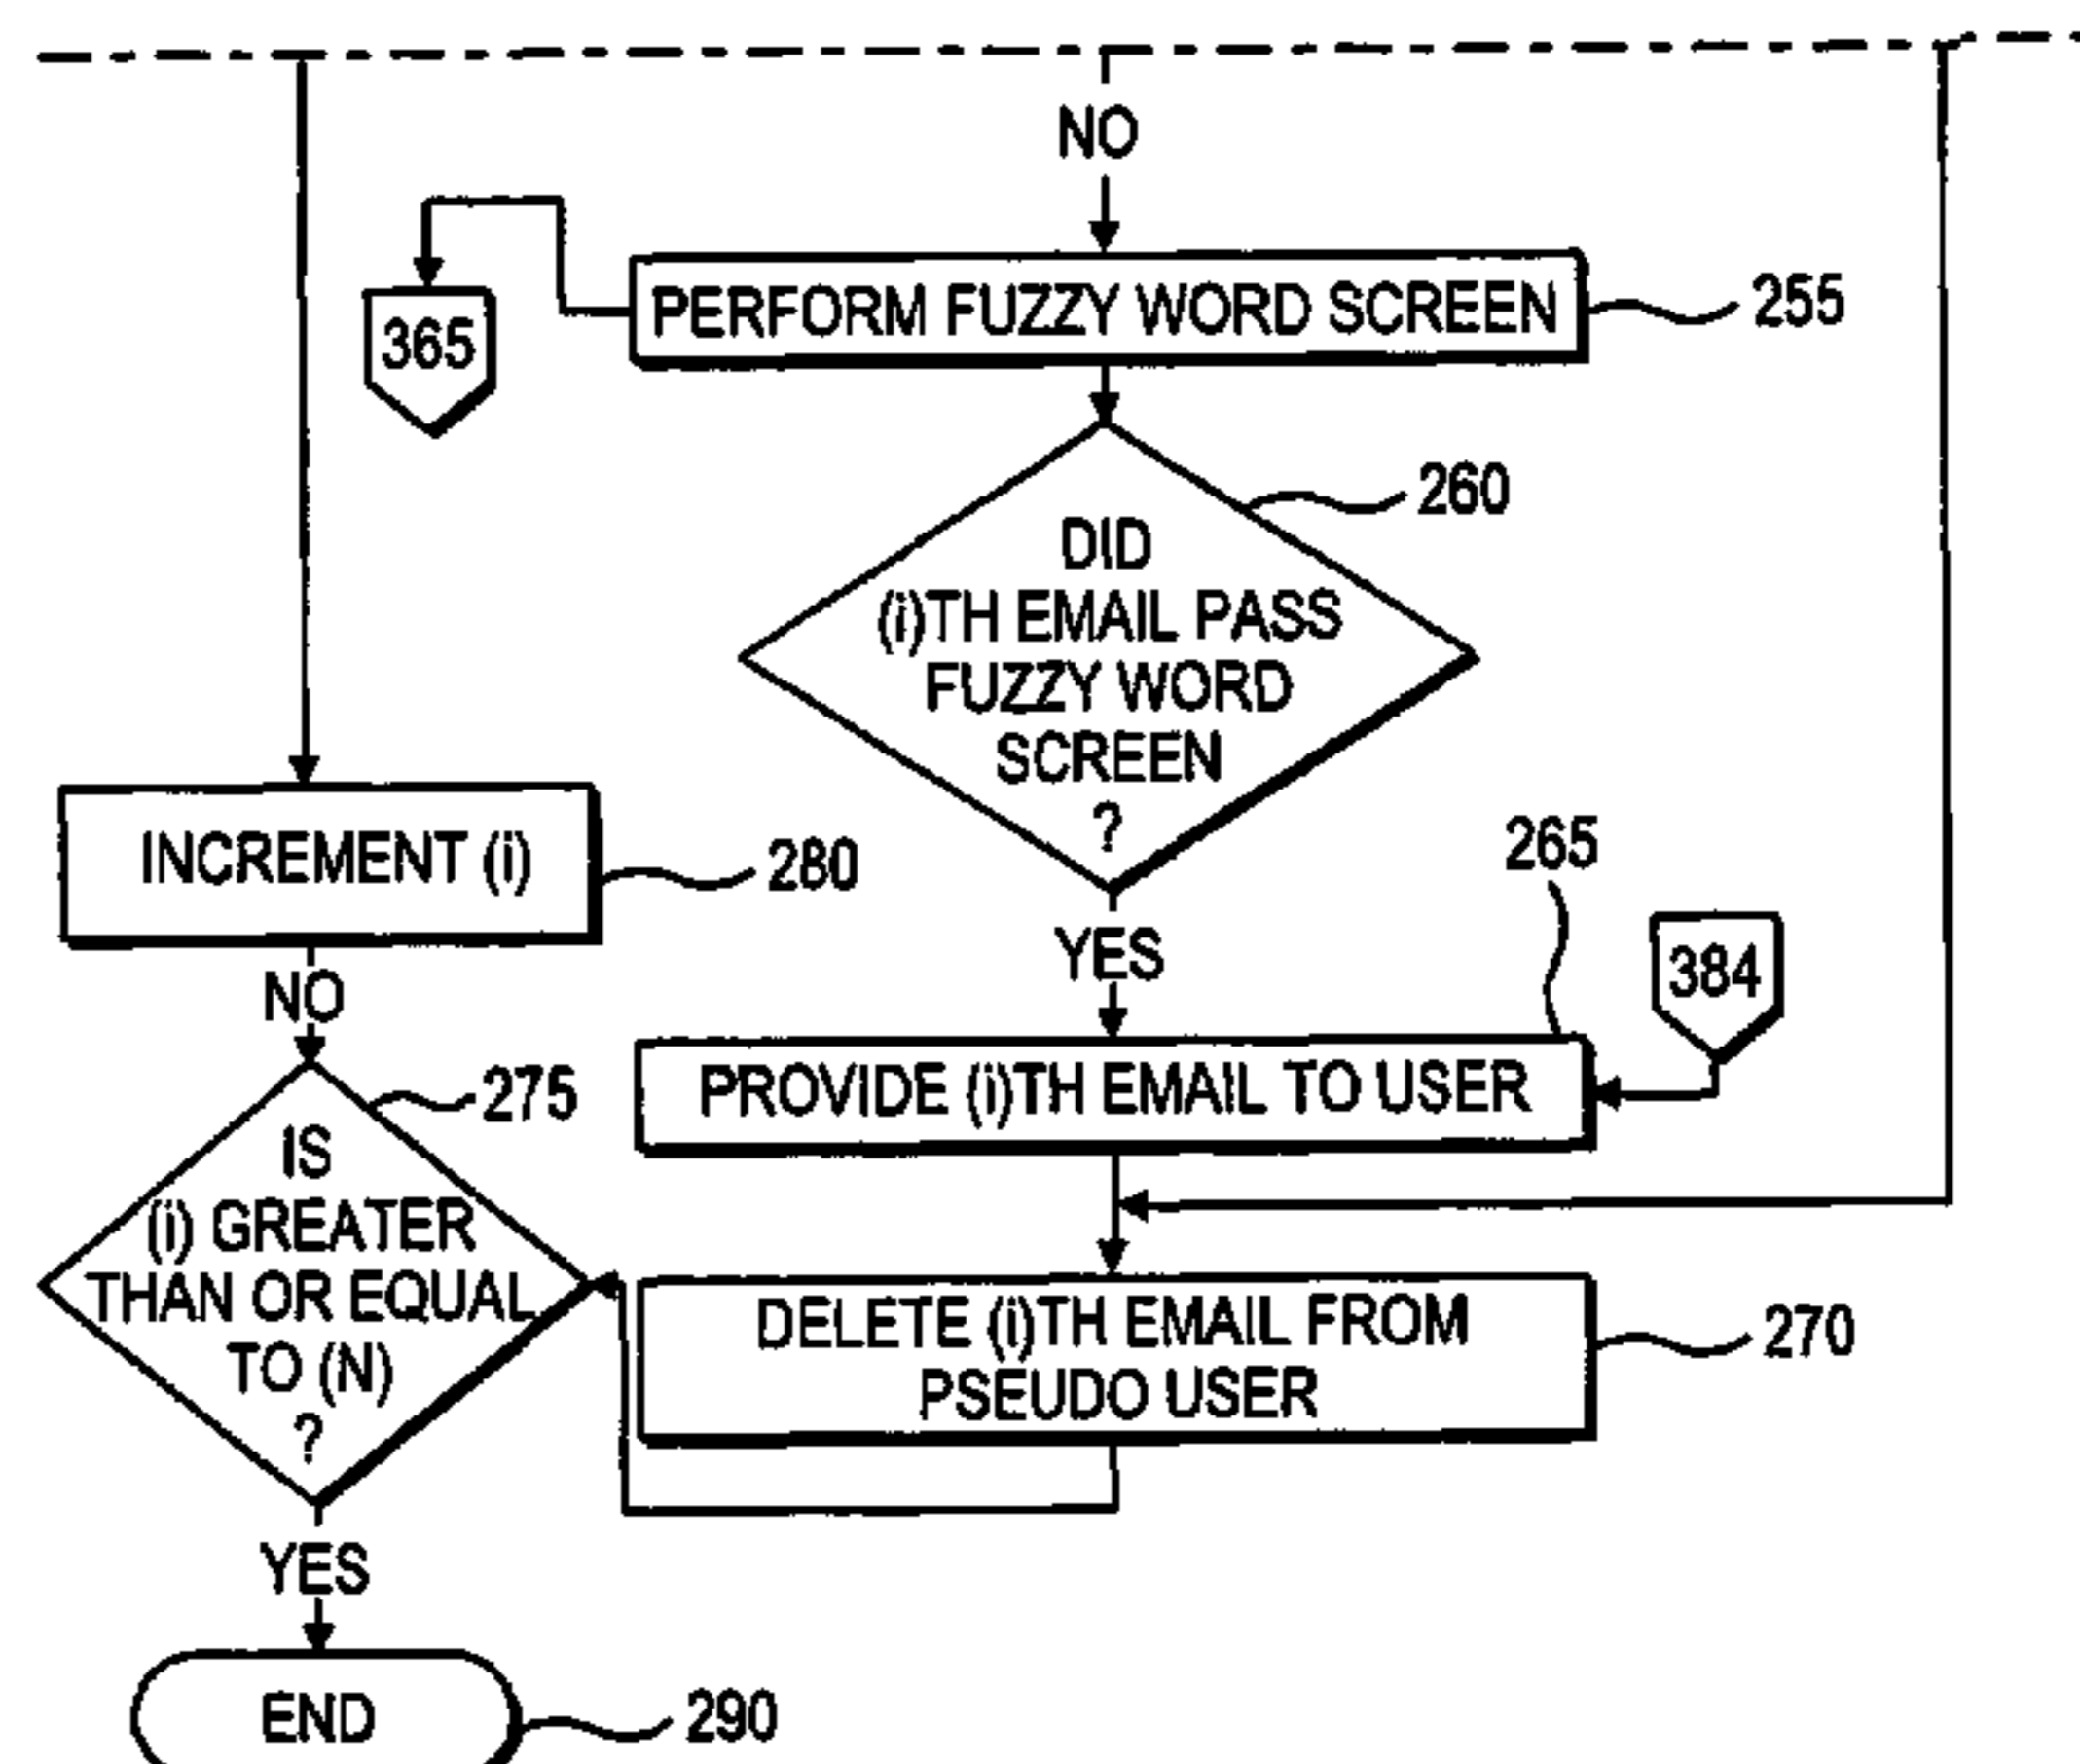 NO
PERFORM FUZZY WORD SCREEN
255
365
260
DID
(i)TH EMAIL PASS
FUZZY WORD
SCREEN
?
INCREMENT (i)
280
265
YES
384
NO
PROVIDE (i)TH EMAIL TO USER
275
IS
(i) GREATER
THAN OR EQUAL
TO (N)
?
DELETE (i)TH EMAIL FROM
PSEUDO USER
270
YES
END
290